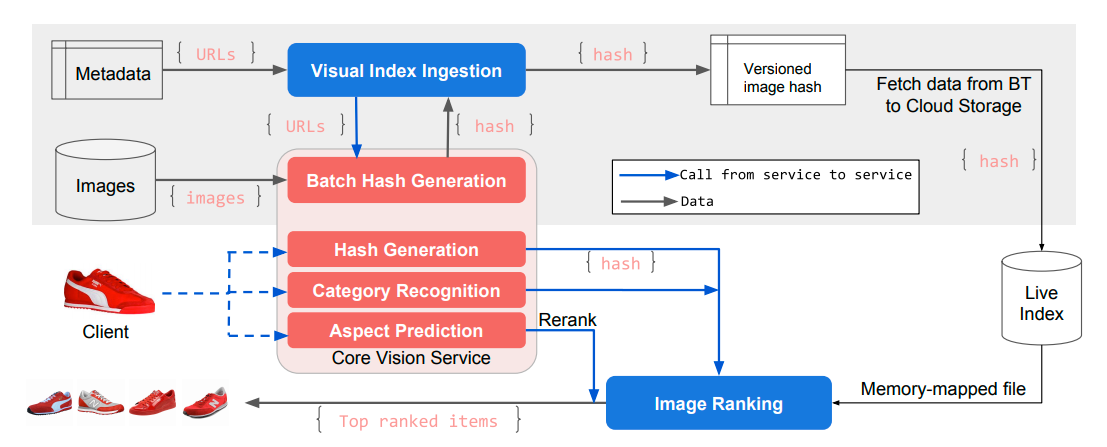 Metadata
{ URLs }
Visual Index Ingestion
{ hash }
Versioned
image hash
Fetch data from BT
to Cloud Storage
{ URLs }
{ hash }
{ hash }
Images
{ images }
Batch Hash Generation
Call from service to service
Data
Hash Generation
{ hash }
Category Recognition
Aspect Prediction
Rerank
Core Vision Service
Client
Live
Index
Image Ranking
Memory-mapped file
{ Top ranked items }